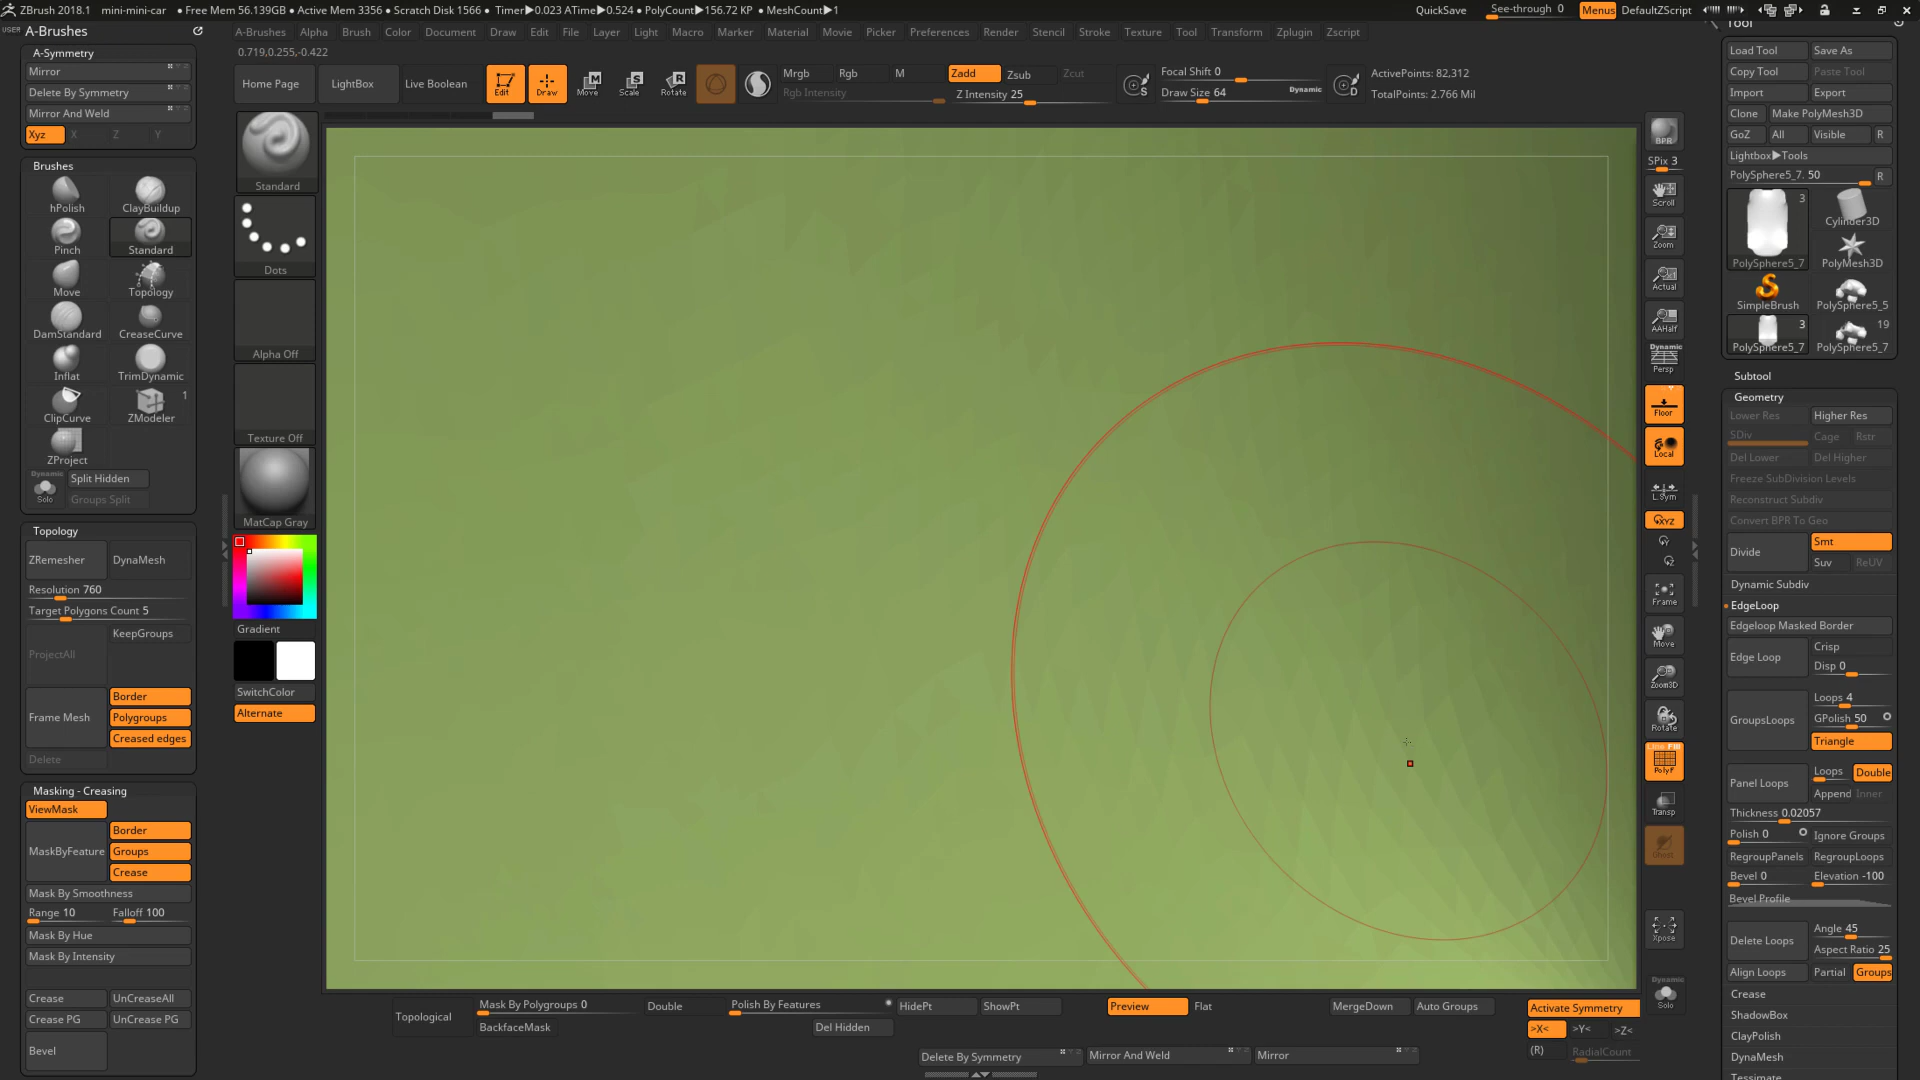 ZBrush 2018.1 mini-mini-car • Free Mem 56.139GB • Active Mem 3356 • Scratch Disk 1566 • Timer▶0.023 ATime▶0.524 • PolyCount▶156.72 KP • MeshCount▶1
QuickSave See-through 0 Menus DefaultZScript
USER A-Brushes
A-Brushes Alpha Brush Color Document Draw Edit File Layer Light Macro Marker Material Movie Picker Preferences Render Stencil Stroke Texture Tool Transform Zplugin Zscript
0.719,0.255,-0.422
Home Page LightBox Live Boolean Edit Draw Move Scale Rotate
Mrgb Rgb M Zadd Zsub Zcut
Rgb Intensity Z Intensity 25
Focal Shift 0
Draw Size 64 Dynamic
ActivePoints: 82,312
TotalPoints: 2.766 Mil
A-Symmetry
Mirror
Delete By Symmetry
Mirror And Weld
Xyz X Z Y
Brushes
hPolish ClayBuildup
Pinch Standard
Move Topology
DamStandard CreaseCurve
Inflat TrimDynamic
ClipCurve ZModeler 1
ZProject
Dynamic
Solo Split Hidden
Groups Split
Topology
ZRemesher DynaMesh
Resolution 760
Target Polygons Count 5
ProjectAll KeepGroups
Frame Mesh Border
Polygroups
Creased edges
Delete
Masking - Creasing
ViewMask
MaskByFeature Border
Groups
Crease
Mask By Smoothness
Range 10 Falloff 100
Mask By Hue
Mask By Intensity
Crease UnCreaseAll
Crease PG UnCrease PG
Bevel
Standard
Dots
Alpha Off
Texture Off
MatCap Gray
Gradient
SwitchColor
Alternate
BPR
SPix 3
Scroll
Zoom
Actual
AAHalf
Dynamic
Persp
Floor
Local
L.Sym
XYZ
Frame
Move
Zoom3D
Rotate
Line Fill
PolyF
Transp
Ghost
Xpose
Dynamic
Solo
Tool
Load Tool Save As
Copy Tool Paste Tool
Import Export
Clone Make PolyMesh3D
GoZ All Visible R
Lightbox▶Tools
PolySphere5_7. 50 R
3 Cylinder3D
PolySphere5_7 PolyMesh3D
SimpleBrush PolySphere5_5
3 19
PolySphere5_7 PolySphere5_7
Subtool
Geometry
Lower Res Higher Res
SDiv Cage Rstr
Del Lower Del Higher
Freeze SubDivision Levels
Reconstruct Subdiv
Convert BPR To Geo
Divide Smt
Suv ReUV
Dynamic Subdiv
EdgeLoop
Edgeloop Masked Border
Edge Loop Crisp
Disp 0
GroupsLoops Loops 4
GPolish 50
Triangle
Panel Loops Loops Double
Append Inner
Thickness 0.02057
Polish 0 Ignore Groups
RegroupPanels RegroupLoops
Bevel 0 Elevation -100
Bevel Profile
Delete Loops Angle 45
Aspect Ratio 25
Align Loops Partial Groups
Crease
ShadowBox
ClayPolish
DynaMesh
Tessimate
Topological Mask By Polygroups 0 Double Polish By Features HidePt ShowPt Preview Flat MergeDown Auto Groups Activate Symmetry
BackfaceMask Del Hidden >X< >Y< >Z<
Delete By Symmetry Mirror And Weld Mirror (R) RadialCount